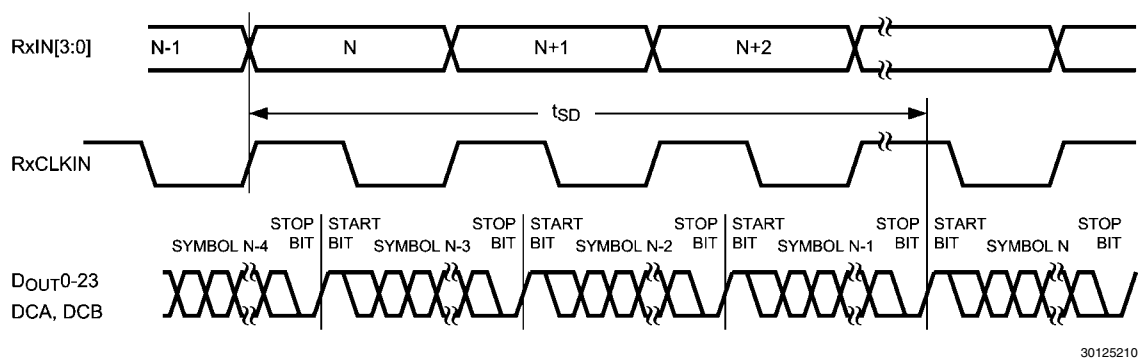 RxIN[3:0]
N-1 N N+1 N+2
tSD
RxCLKIN
STOP BIT START BIT STOP BIT START BIT STOP BIT START BIT STOP BIT START BIT STOP BIT
SYMBOL N-4 SYMBOL N-3 SYMBOL N-2 SYMBOL N-1 SYMBOL N
DOUT0-23
DCA, DCB
30125210